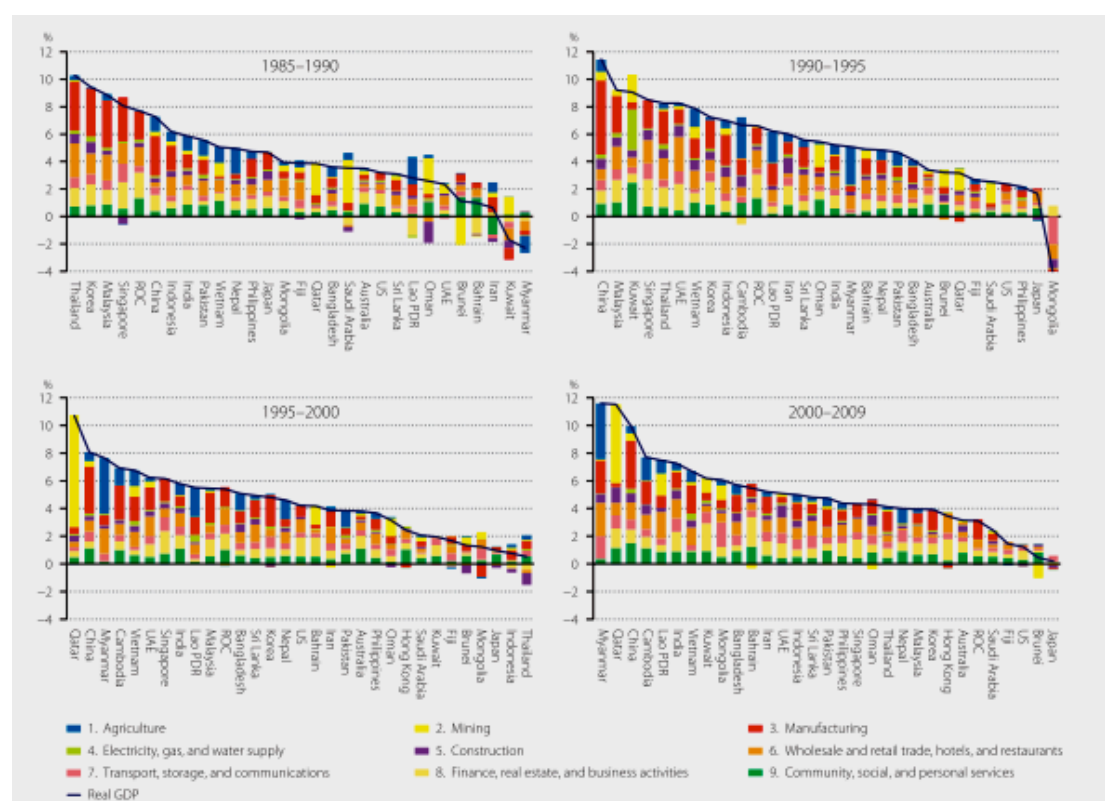 %
12
10
8
6
4
2
0
−2
−4
1985−1990
Thailand
Korea
Malaysia
Singapore
ROC
China
Indonesia
India
Pakistan
Vietnam
Nepal
Philippines
Japan
Mongolia
Fiji
Qatar
Bangladesh
Saudi Arabia
Australia
US
Sri Lanka
Lao PDR
Oman
UAE
Brunei
Bahrain
Iran
Kuwait
Myanmar
%
12
10
8
6
4
2
0
−2
−4
1990−1995
China
Malaysia
Kuwait
Singapore
Thailand
UAE
Vietnam
Korea
Indonesia
Cambodia
ROC
Lao PDR
Iran
Sri Lanka
Oman
India
Myanmar
Bahrain
Nepal
Pakistan
Bangladesh
Australia
Brunei
Qatar
Fiji
Saudi Arabia
US
Philippines
Japan
Mongolia
%
12
10
8
6
4
2
0
−2
−4
1995−2000
Qatar
China
Myanmar
Cambodia
Vietnam
UAE
Singapore
India
Lao PDR
Malaysia
ROC
Bangladesh
Sri Lanka
Korea
Nepal
US
Bahrain
Iran
Pakistan
Australia
Philippines
Oman
Hong Kong
Saudi Arabia
Kuwait
Fiji
Brunei
Mongolia
Japan
Indonesia
Thailand
%
12
10
8
6
4
2
0
−2
−4
2000−2009
Myanmar
Qatar
China
Cambodia
Lao PDR
India
Vietnam
Kuwait
Mongolia
Bangladesh
Bahrain
Iran
UAE
Indonesia
Sri Lanka
Pakistan
Philippines
Singapore
Oman
Thailand
Nepal
Malaysia
Korea
Hong Kong
Australia
ROC
Saudi Arabia
Fiji
US
Brunei
Japan
1. Agriculture
2. Mining
3. Manufacturing
4. Electricity, gas, and water supply
5. Construction
6. Wholesale and retail trade, hotels, and restaurants
7. Transport, storage, and communications
8. Finance, real estate, and business activities
9. Community, social, and personal services
Real GDP